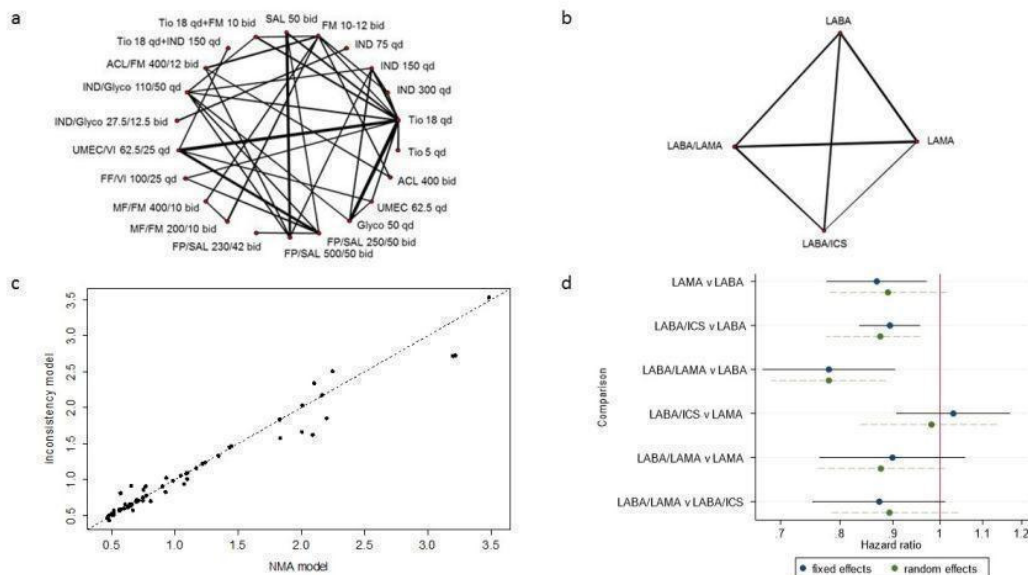 a
Tio 18 qd+FM 10 bid
SAL 50 bid
FM 10-12 bid
Tio 18 qd+IND 150 qd
IND 75 qd
ACL/FM 400/12 bid
IND 150 qd
IND/Glyco 110/50 qd
IND 300 qd
IND/Glyco 27.5/12.5 bid
Tio 18 qd
UMEC/VI 62.5/25 qd
Tio 5 qd
FF/VI 100/25 qd
ACL 400 bid
MF/FM 400/10 bid
UMEC 62.5 qd
MF/FM 200/10 bid
Glyco 50 qd
FP/SAL 230/42 bid
FP/SAL 250/50 bid
FP/SAL 500/50 bid
b
LABA
LABA/LAMA
LAMA
LABA/ICS
c
inconsistency model
3.5
3.0
2.5
2.0
1.5
1.0
0.5
0.5 1.0 1.5 2.0 2.5 3.0 3.5
NMA model
d
Comparison
LAMA v LABA
LABA/ICS v LABA
LABA/LAMA v LABA
LABA/ICS v LAMA
LABA/LAMA v LAMA
LABA/LAMA v LABA/ICS
.7 .8 .9 1 1.1 1.2
Hazard ratio
fixed effects random effects